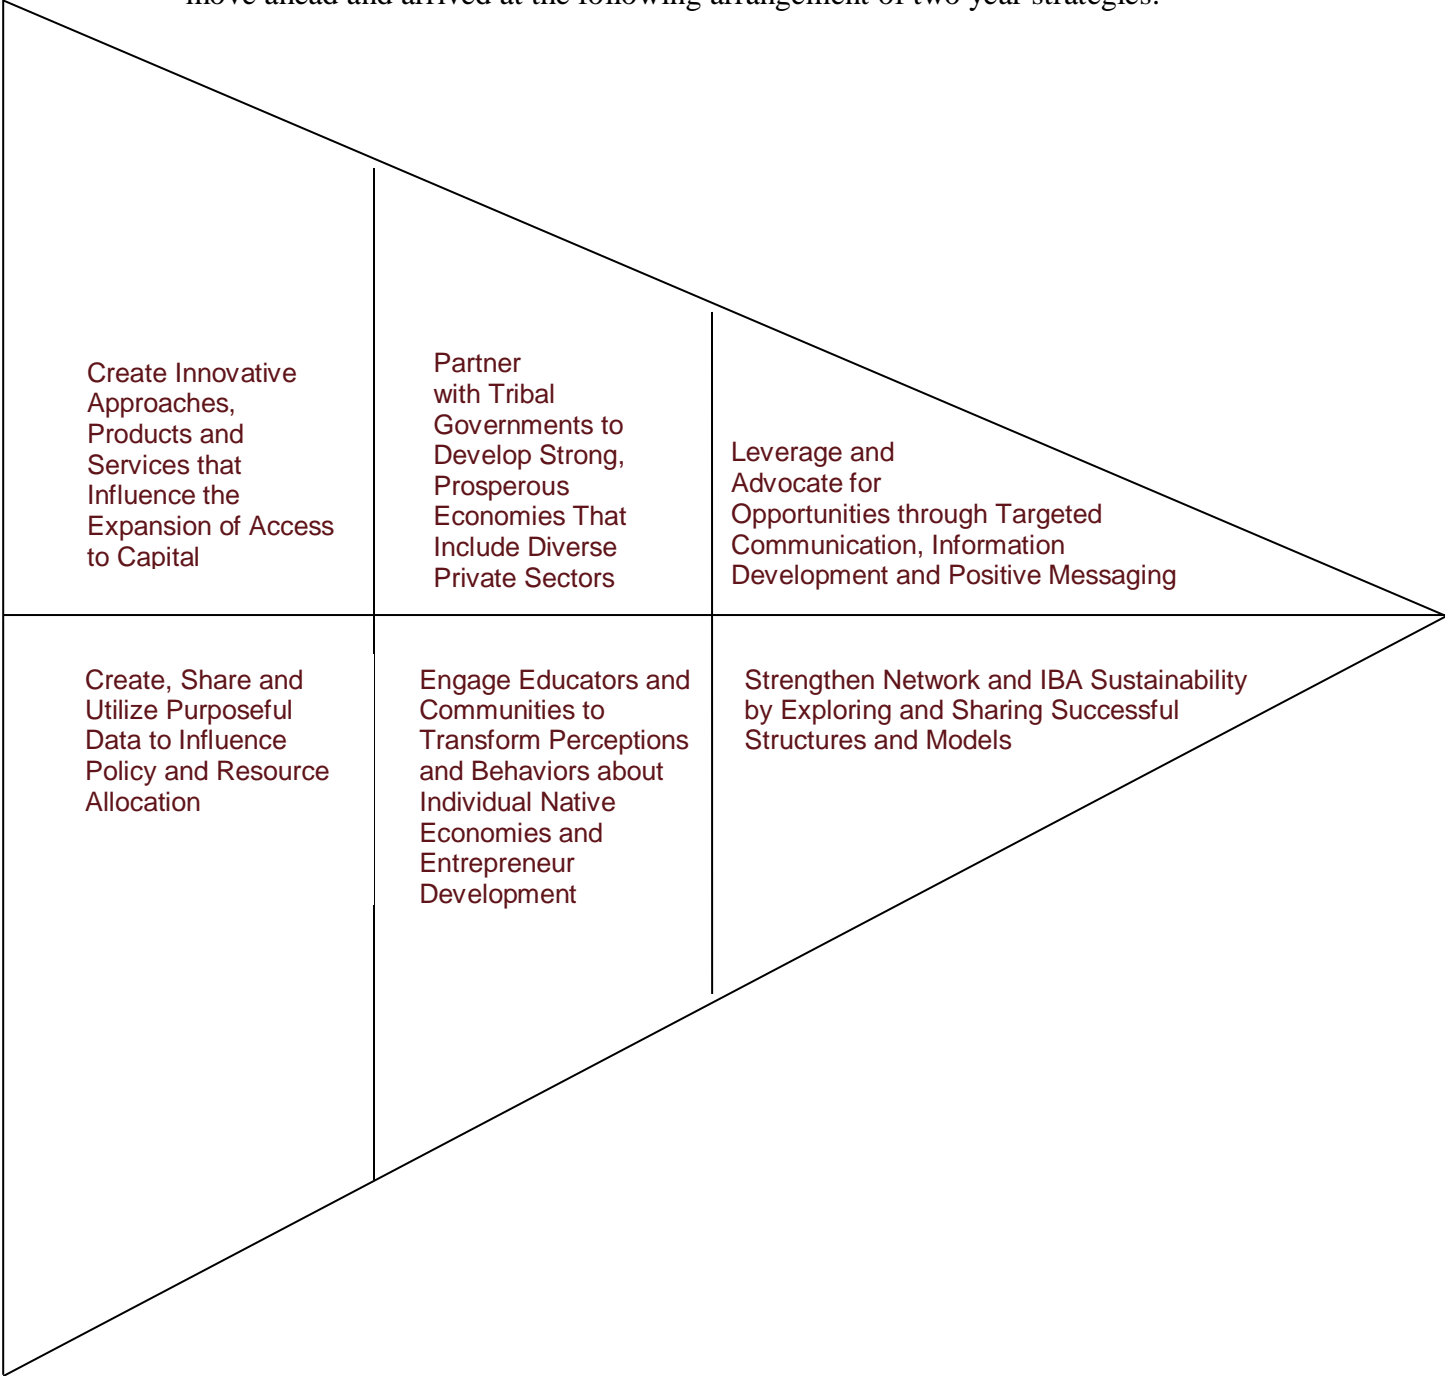 move ahead and arrived at the following arrangement of two year strategies:
Create Innovative
Approaches,
Products and
Services that
Influence the
Expansion of Access
to Capital
Partner
with Tribal
Governments to
Develop Strong,
Prosperous
Economies That
Include Diverse
Private Sectors
Leverage and
Advocate for
Opportunities through Targeted
Communication, Information
Development and Positive Messaging
Create, Share and
Utilize Purposeful
Data to Influence
Policy and Resource
Allocation
Engage Educators and
Communities to
Transform Perceptions
and Behaviors about
Individual Native
Economies and
Entrepreneur
Development
Strengthen Network and IBA Sustainability
by Exploring and Sharing Successful
Structures and Models